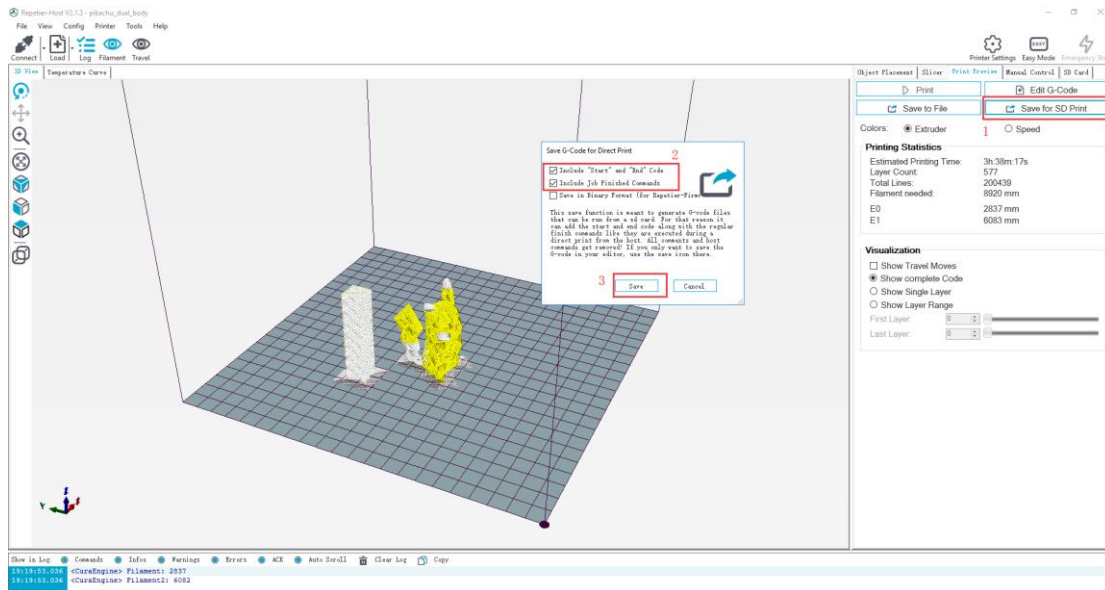 Repetier-Host V2.1.3 - pikachu_dual_body
File View Config Printer Tools Help
Connect Load Log Filament Travel
Printer Settings Easy Mode Emergency
3D View Temperature Curve
Object Placement Slicer Print Preview Manual Control SD Card
Print Edit G-Code
Save to File Save for SD Print
Colors: Extruder 1 Speed
Printing Statistics
Estimated Printing Time: 3h:38m:17s
Layer Count: 577
Total Lines: 200439
Filament needed: 8920 mm
E0 2837 mm
E1 6083 mm
Visualization
Show Travel Moves
Show complete Code
Show Single Layer
Show Layer Range
First Layer: 0
Last Layer: 0
Save G-Code for Direct Print
2
Include "Start" and "End" Code
Include Job Finished Commands
Save in Binary Format (for Repetier-Firm
This save function is meant to generate G-code files
that can be run from a sd card. For that reason it
can add the start and end code along with the regular
finish commands like they are executed during a
direct print from the host. All comments and host
commands get removed! If you only want to save the
G-code in your editor, use the save icon there.
3 Save Cancel
Y Z
Show in Log: Commands Infos Warnings Errors ACK Auto Scroll Clear Log Copy
19:19:53.036 <CuraEngine> Filament: 2837
19:19:53.036 <CuraEngine> Filament2: 6082